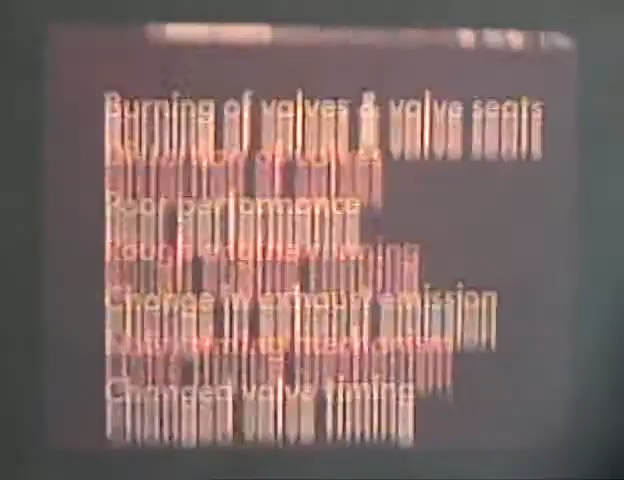 Burning of valves & valve seats
of valves
Poor performance
Rough engine running
Change in exhaust emission
mechanism
Changed valve timing